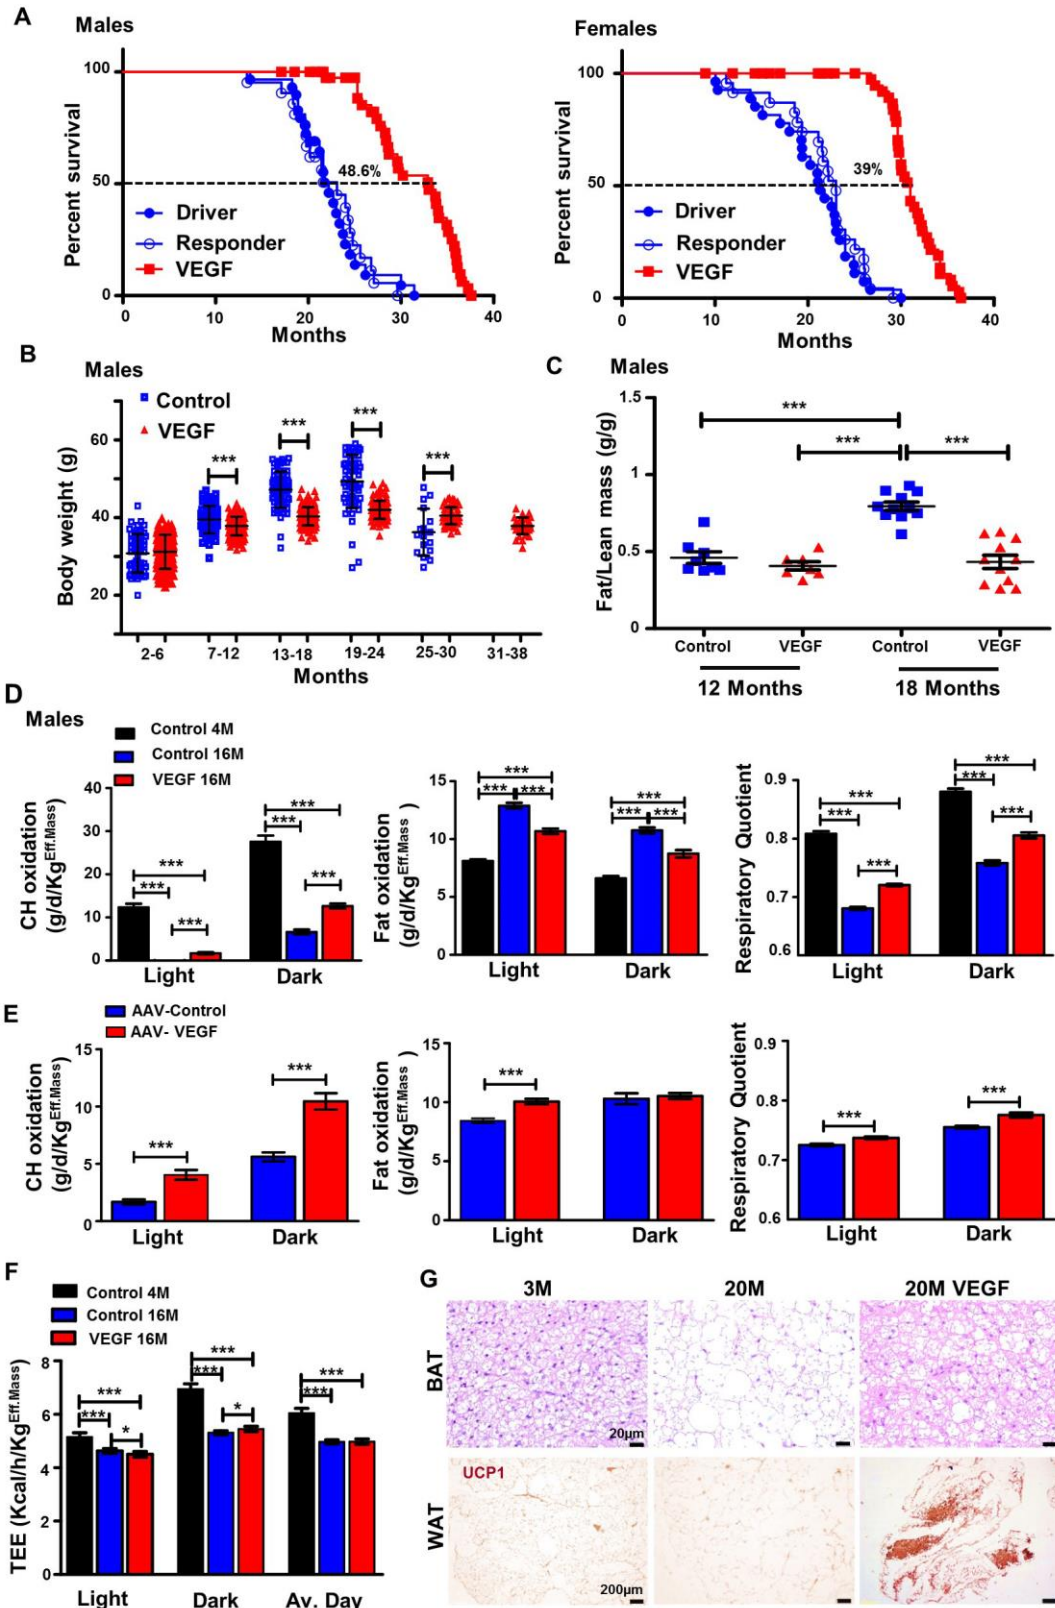 A
Males
Percent survival
100
50
0
48.6%
Driver
Responder
VEGF
0 10 20 30 40
Months
Females
Percent survival
100
50
0
39%
Driver
Responder
VEGF
0 10 20 30 40
Months
B
Males
Control
VEGF
Body weight (g)
60
40
20
*** *** *** ***
2-6 7-12 13-18 19-24 25-30 31-38
Months
C
Males
Fat/Lean mass (g/g)
1.5
1
0.5
0
***
*** ***
Control VEGF Control VEGF
12 Months 18 Months
D
Males
Control 4M
Control 16M
VEGF 16M
CH oxidation
(g/d/Kg^Eff.Mass)
40
30
20
10
0
***
***
***
***
***
***
Light Dark
Fat oxidation
(g/d/Kg^Eff.Mass)
15
10
5
0
***
*** ***
***
*** ***
Light Dark
Respiratory Quotient
0.9
0.8
0.7
0.6
***
***
***
***
***
***
Light Dark
E
AAV-Control
AAV- VEGF
CH oxidation
(g/d/Kg^Eff.Mass)
15
10
5
0
***
***
Light Dark
Fat oxidation
(g/d/Kg^Eff.Mass)
15
10
5
0
***
Light Dark
Respiratory Quotient
0.9
0.8
0.7
0.6
***
***
Light Dark
F
Control 4M
Control 16M
VEGF 16M
TEE (Kcal/h/Kg^Eff.Mass)
8
6
4
2
0
***
***
*
***
***
*
***
***
Light Dark Av. Day
G
3M 20M 20M VEGF
BAT
20µm
WAT
UCP1
200µm